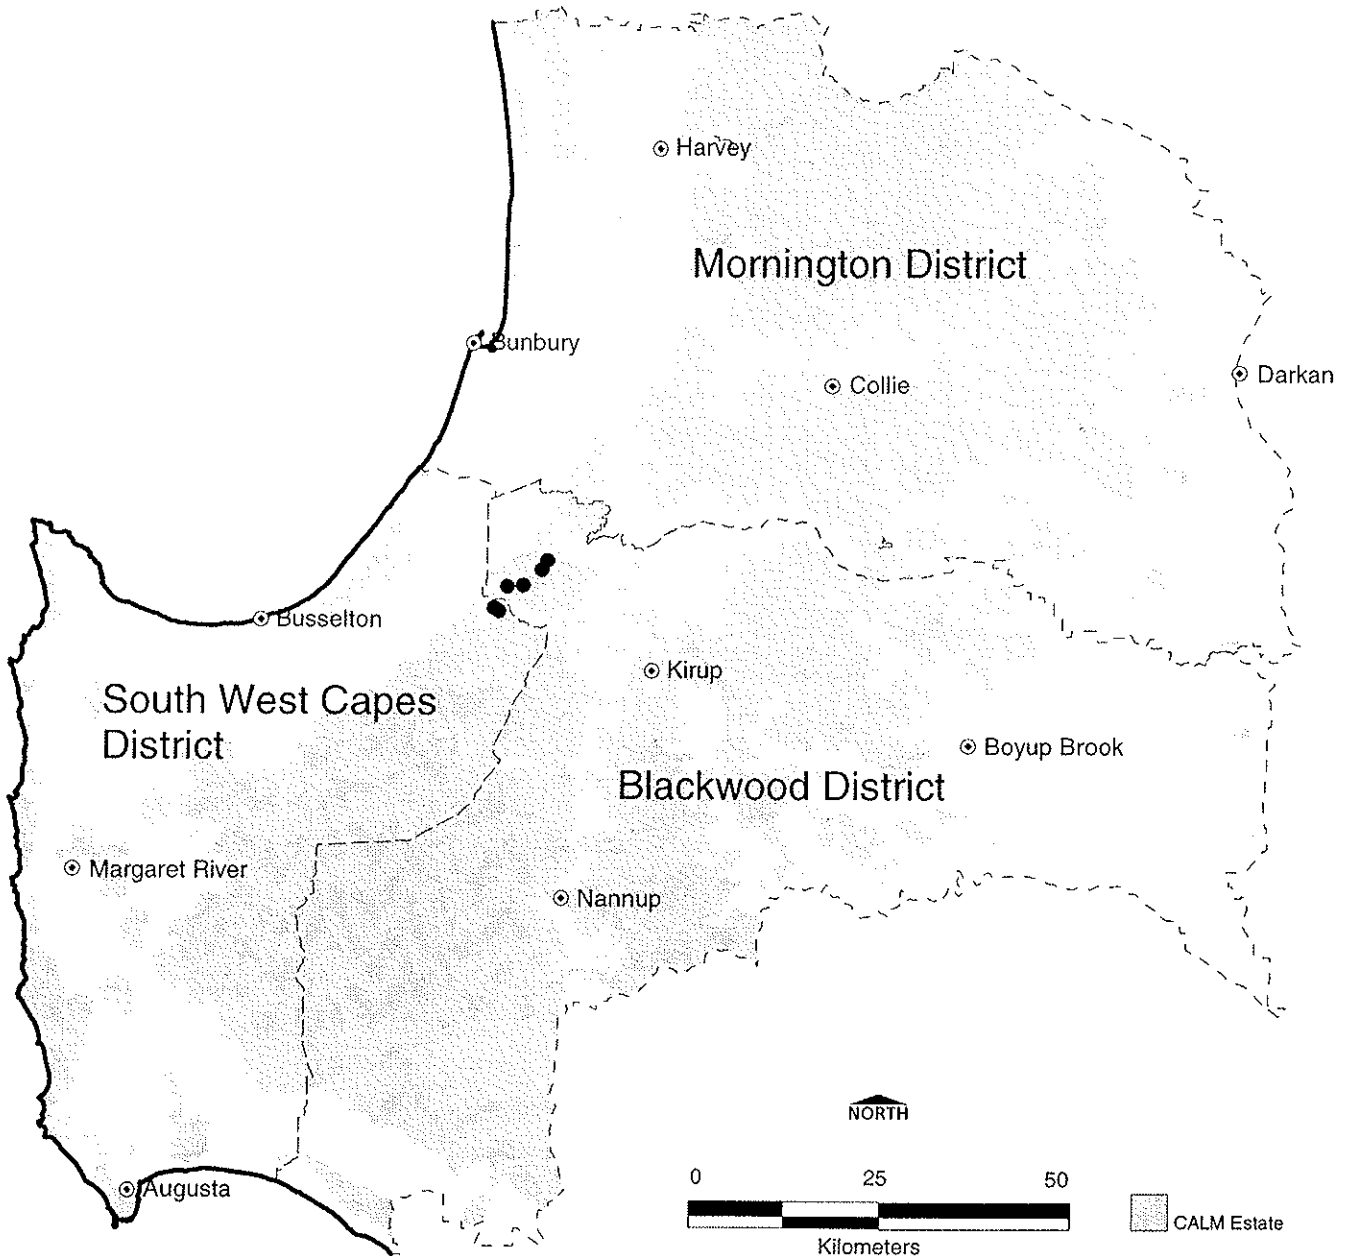 Harvey
Mornington District
Bunbury
Collie
Darkan
Busselton
Kirup
South West Capes
District
Boyup Brook
Blackwood District
Margaret River
Nannup
NORTH
0 25 50
Augusta
CALM Estate
Kilometers